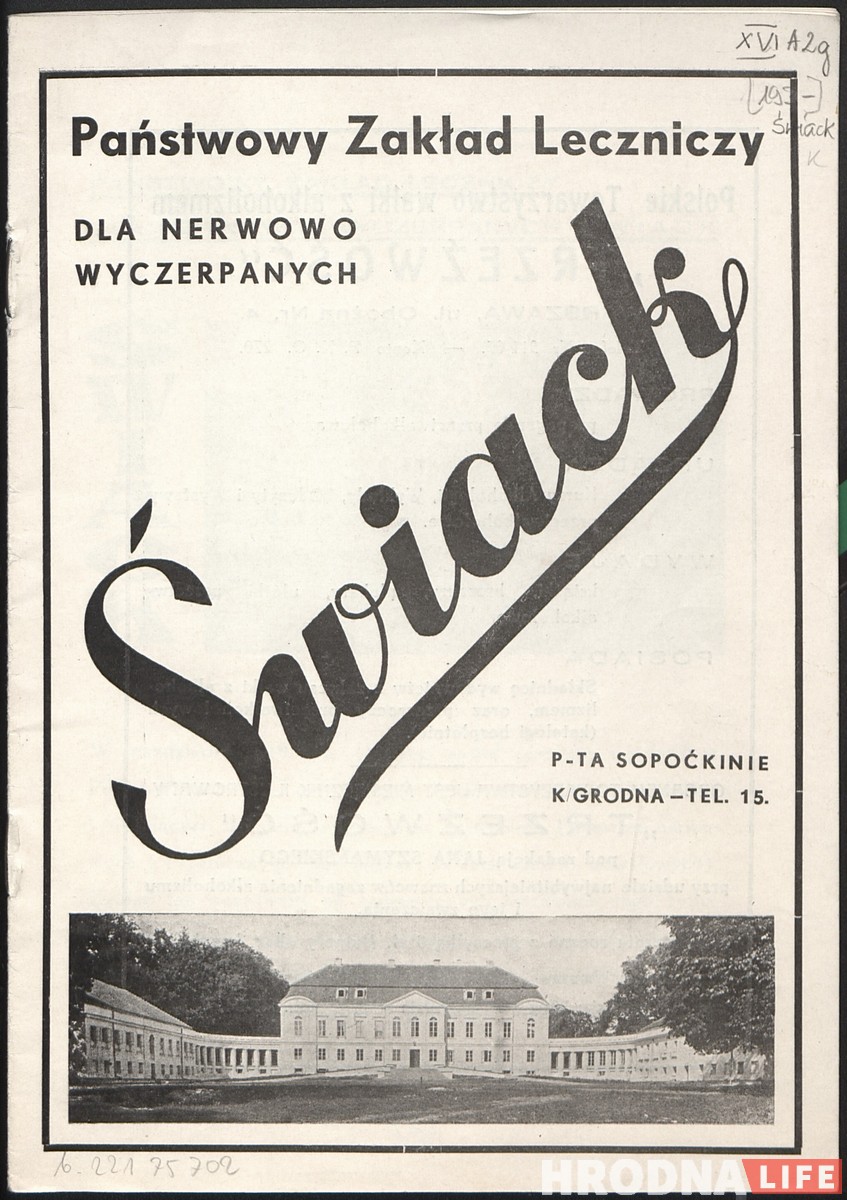 XVI A2g
Świack
K
Państwowy Zakład Leczniczy
DLA NERWOWO
WYCZERPANYCH
Świack
P-TA SOPOĆKINIE
K/GRODNA — TEL. 15.
6. 221 75 702
HRODNA LIFE